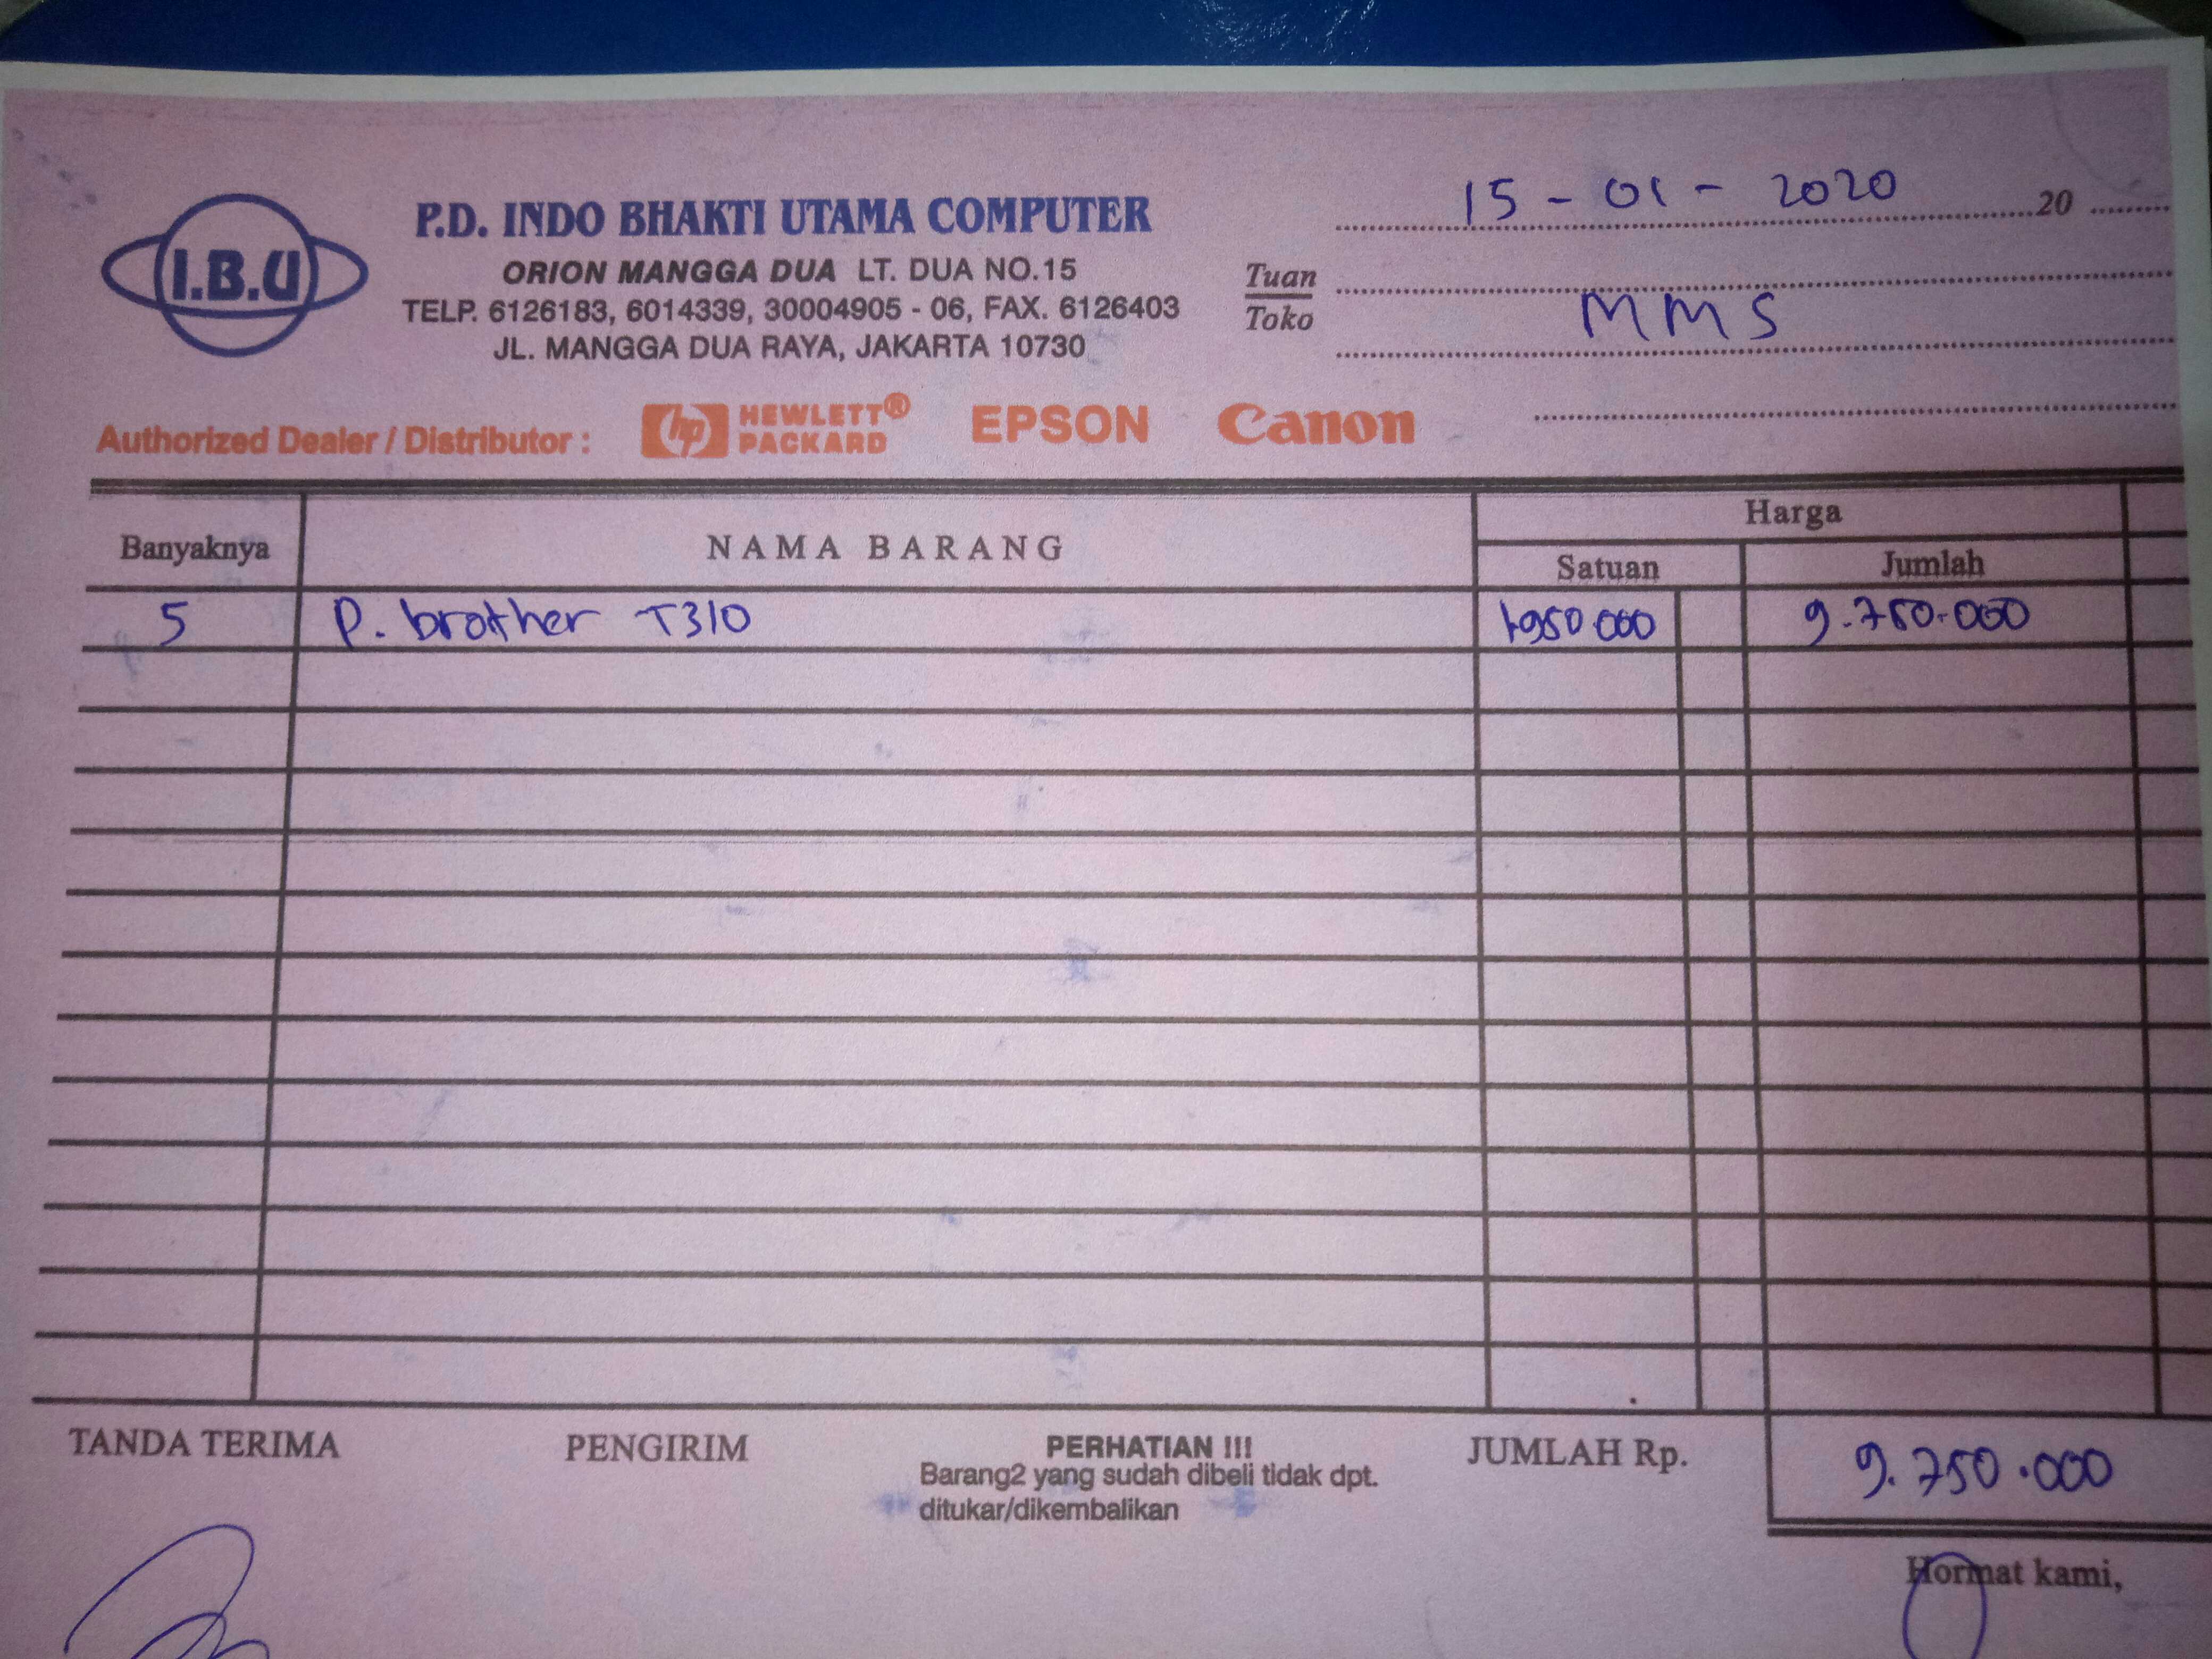 15 - 01 - 2020 20
I.B.U
P.D. INDO BHAKTI UTAMA COMPUTER
ORION MANGGA DUA LT. DUA NO.15
TELP. 6126183, 6014339, 30004905 - 06, FAX. 6126403
JL. MANGGA DUA RAYA, JAKARTA 10730
Tuan
Toko
MMS
Authorized Dealer / Distributor : hp HEWLETT® PACKARD EPSON Canon
Banyaknya NAMA BARANG Harga
Satuan Jumlah
5 P. brother T310 1950.000 9.750.000
TANDA TERIMA PENGIRIM PERHATIAN !!! JUMLAH Rp. 9.750.000
Barang2 yang sudah dibeli tidak dpt.
ditukar/dikembalikan
Hormat kami,